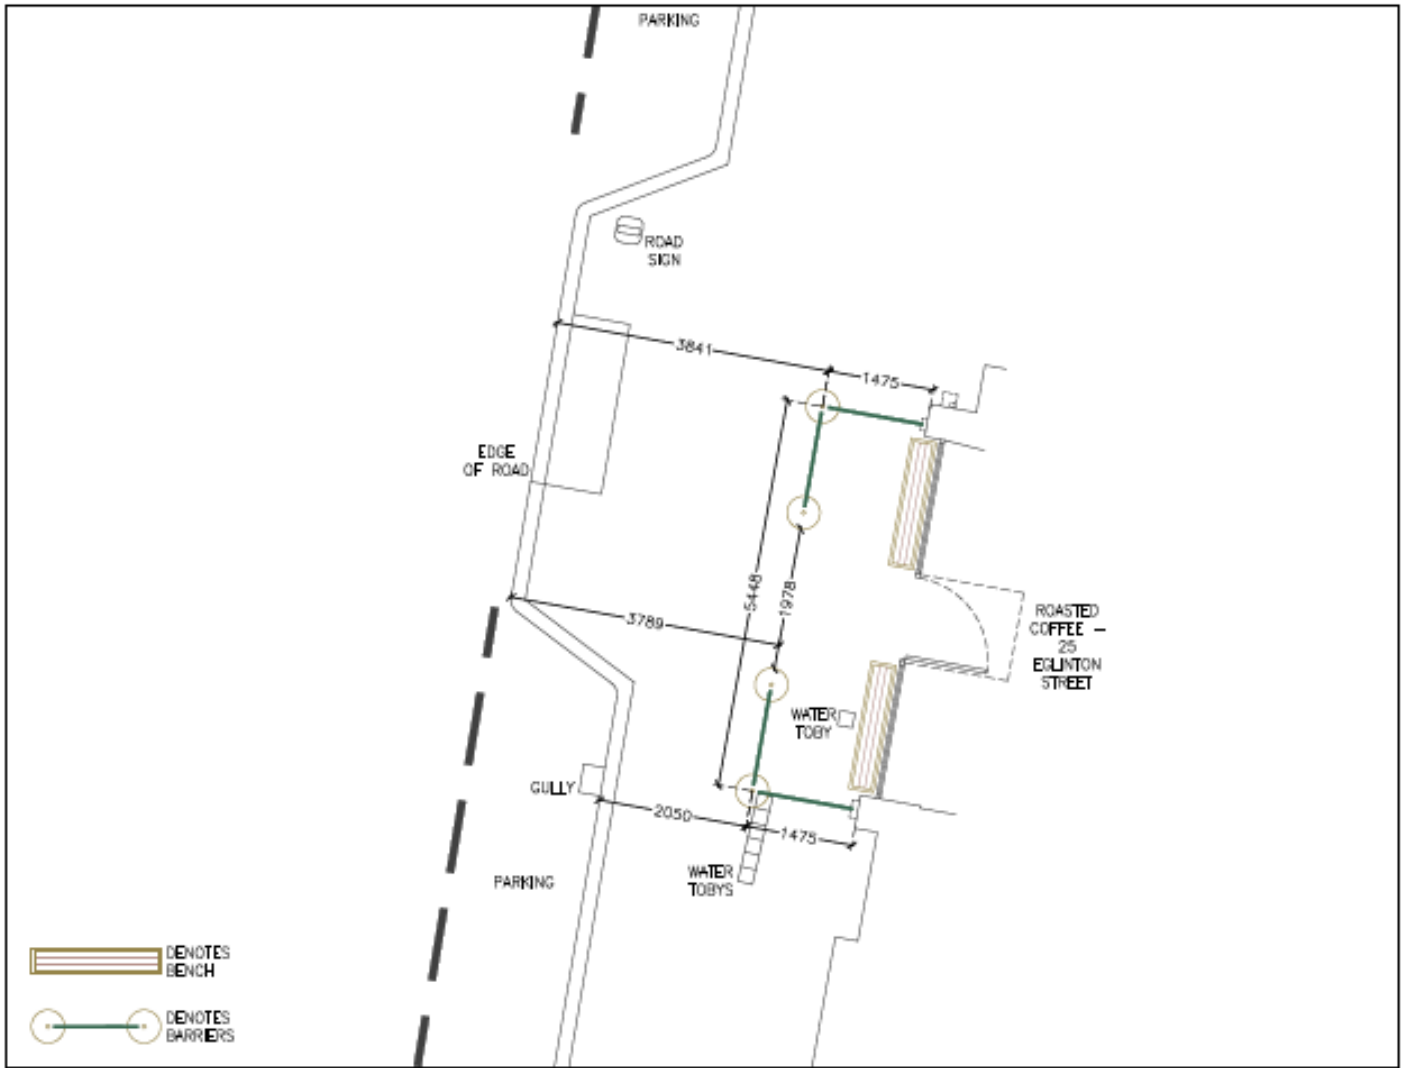 PARKING
ROAD
SIGN
3841
1475
EDGE
OF ROAD
5448
1978
3789
ROASTED
COFFEE –
25
EGLINTON
STREET
WATER
TOBY
GULLY
2050
1475
WATER
TOBYS
PARKING
DENOTES
BENCH
DENOTES
BARRIERS